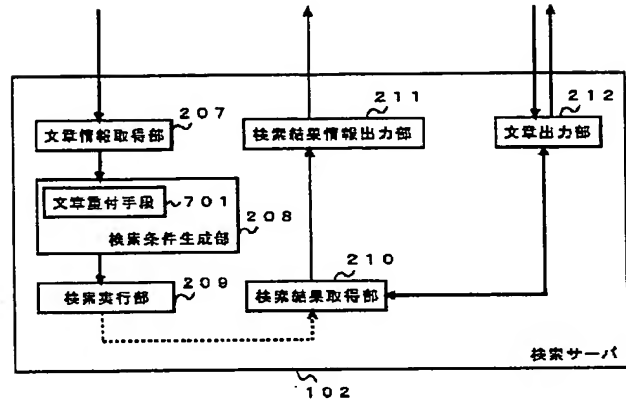 207
文章情報取得部
211
検索結果情報出力部
212
文章出力部
文章重付手段
701
208
検索条件生成部
209
検索実行部
210
検索結果取得部
検索サーバ
102